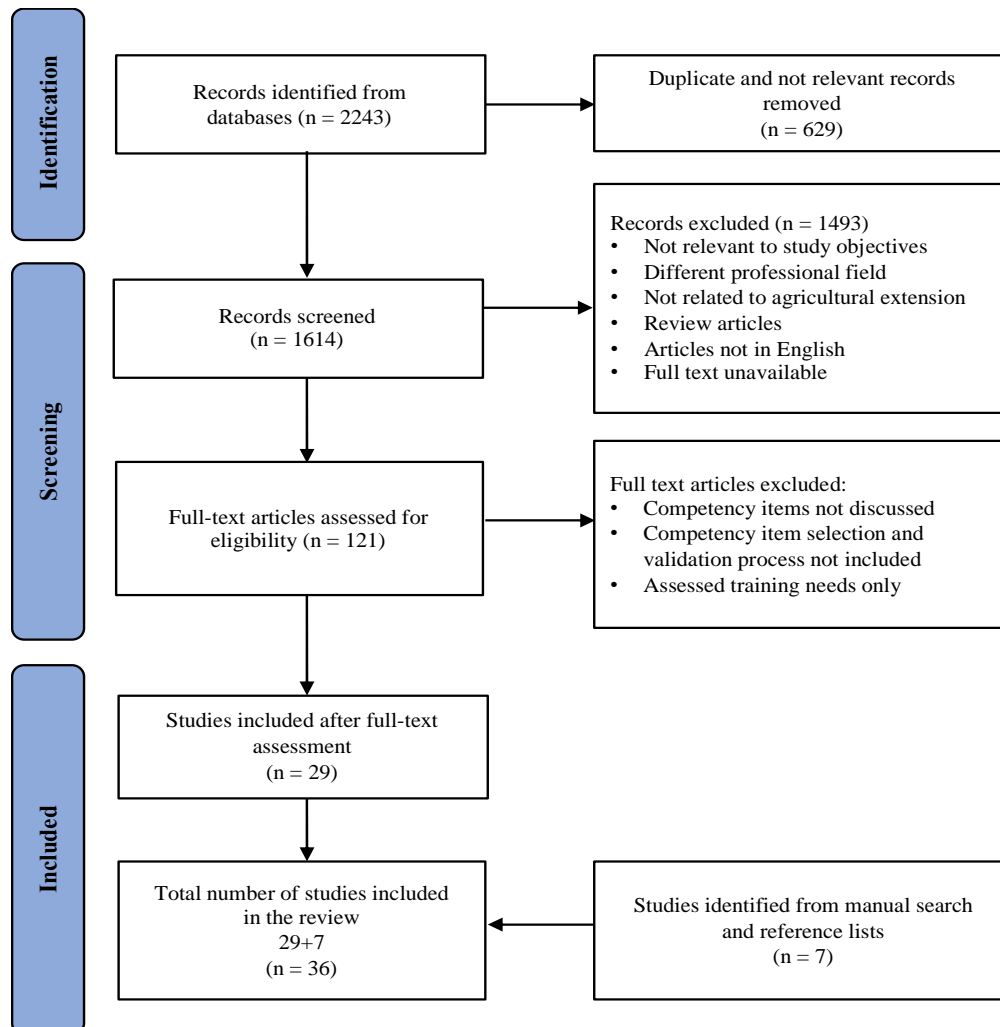 Identification
Records identified from
databases (n = 2243)
Duplicate and not relevant records
removed
(n = 629)
Screening
Records screened
(n = 1614)
Records excluded (n = 1493)
• Not relevant to study objectives
• Different professional field
• Not related to agricultural extension
• Review articles
• Articles not in English
• Full text unavailable
Full-text articles assessed for
eligibility (n = 121)
Full text articles excluded:
• Competency items not discussed
• Competency item selection and
validation process not included
• Assessed training needs only
Included
Studies included after full-text
assessment
(n = 29)
Total number of studies included
in the review
29+7
(n = 36)
Studies identified from manual search
and reference lists
(n = 7)